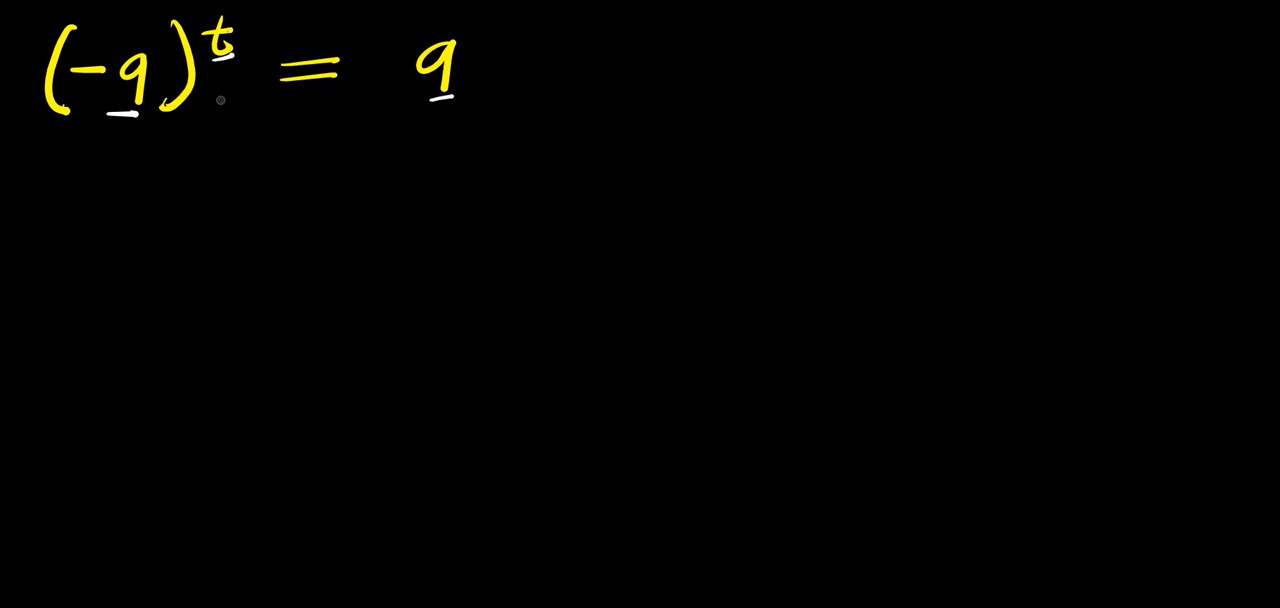 (-9)^t = 9